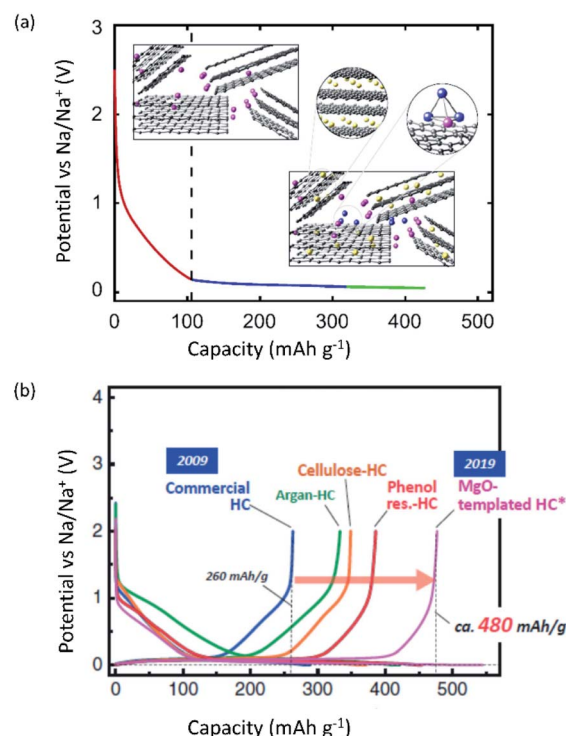 (a)
3
2
1
0
Potential vs Na/Na⁺ (V)
0 100 200 300 400 500
Capacity (mAh g⁻¹)
(b)
4
3
2
1
0
Potential vs Na/Na⁺ (V)
2009
Commercial
HC
Argan-HC
Cellulose-HC
Phenol
res.-HC
2019
MgO-
templated HC*
260 mAh/g
ca. 480 mAh/g
0 100 200 300 400 500
Capacity (mAh g⁻¹)